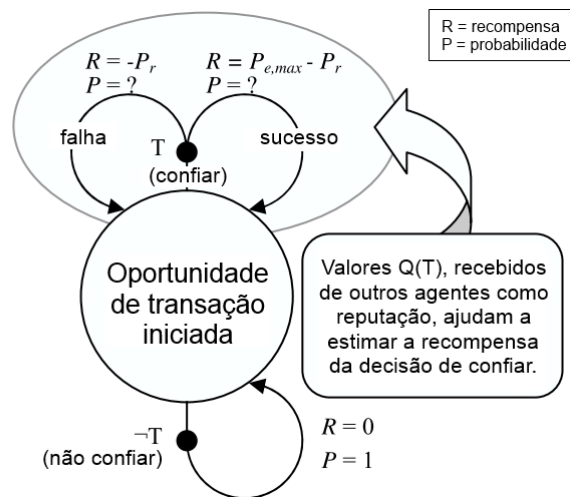 R = recompensa
P = probabilidade
R = -Pr
P = ?
R = Pe,max - Pr
P = ?
falha
T
(confiar)
sucesso
Oportunidade
de transação
iniciada
Valores Q(T), recebidos
de outros agentes como
reputação, ajudam a
estimar a recompensa
da decisão de confiar.
¬T
(não confiar)
R = 0
P = 1